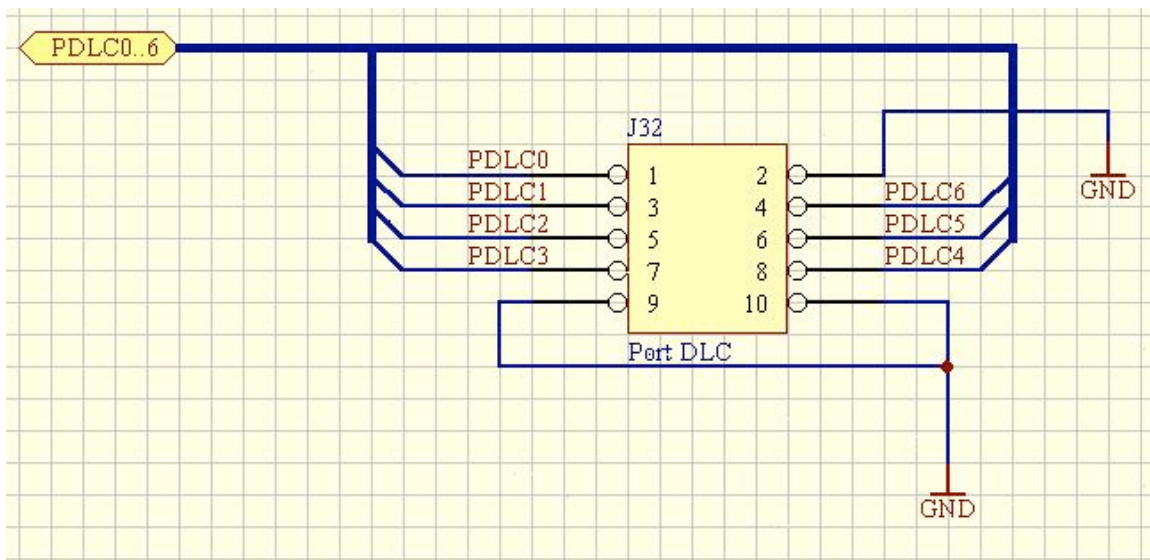 PDLC0..6
J32
PDLC0 1 2
PDLC1 3 4 PDLC6 GND
PDLC2 5 6 PDLC5
PDLC3 7 8 PDLC4
9 10
Port DLC
GND